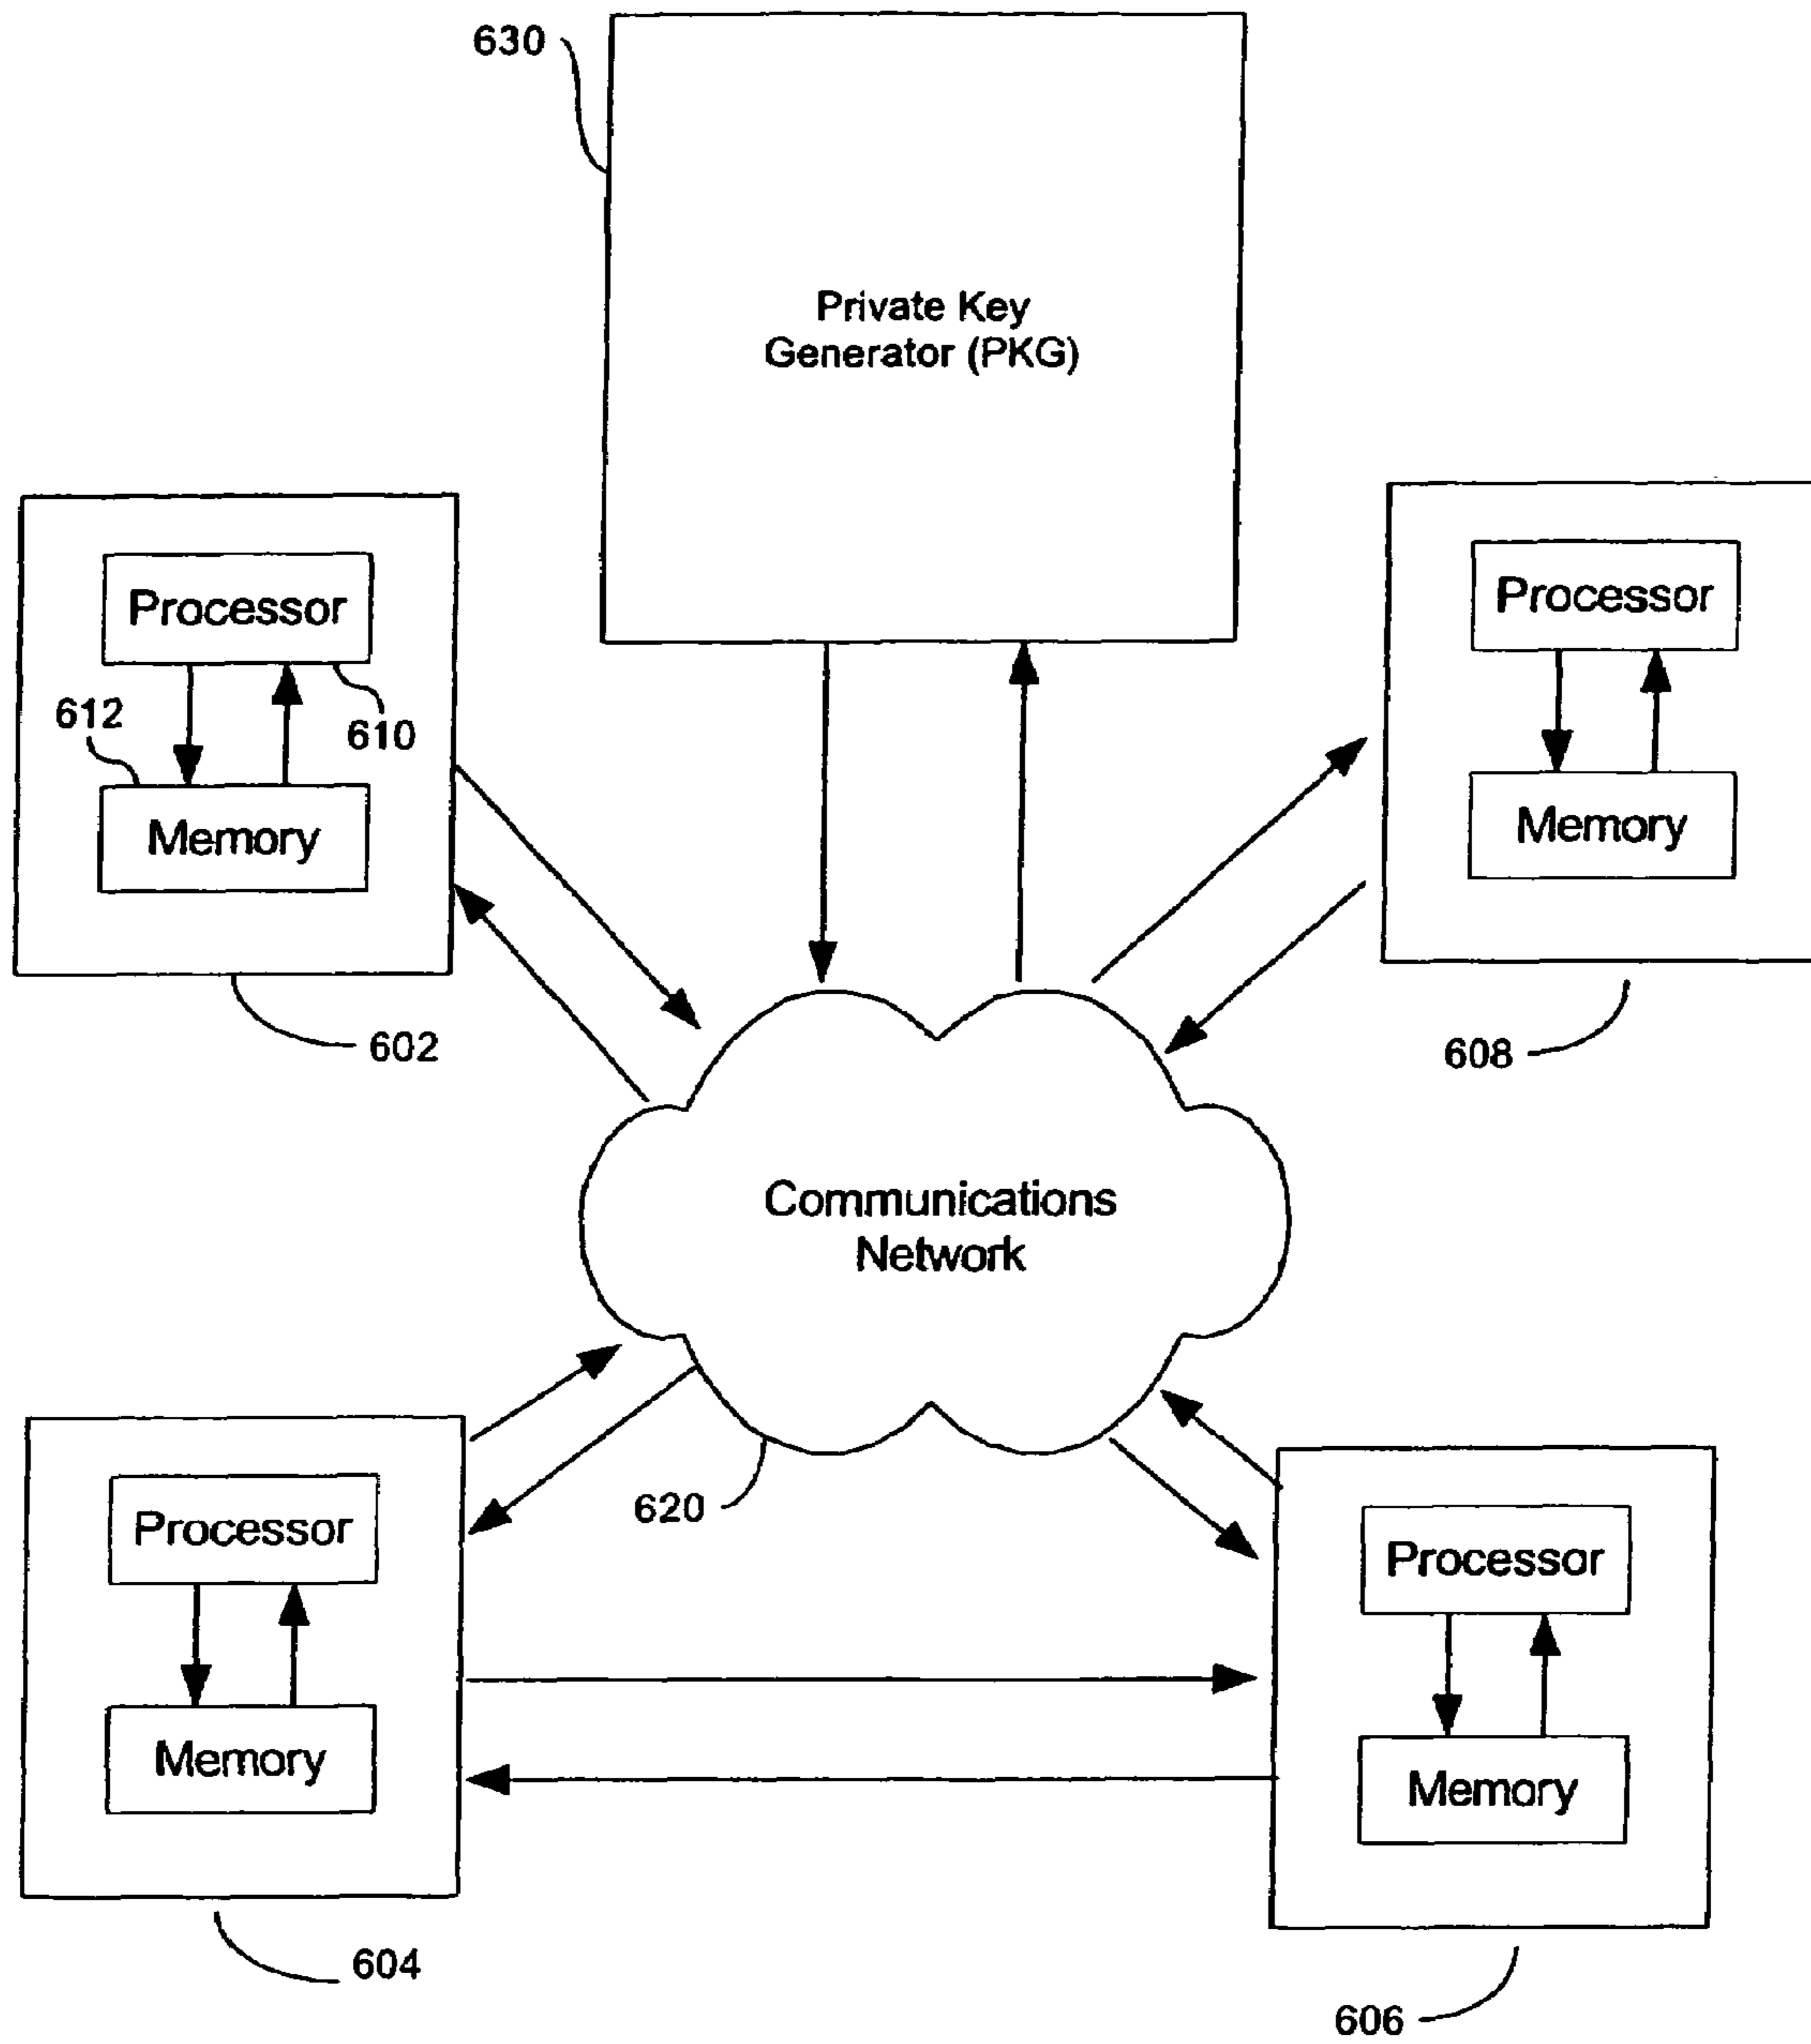 630
Private Key
Generator (PKG)
Processor
610
612
Memory
602
Processor
Memory
608
Communications
Network
620
Processor
Memory
604
Processor
Memory
606